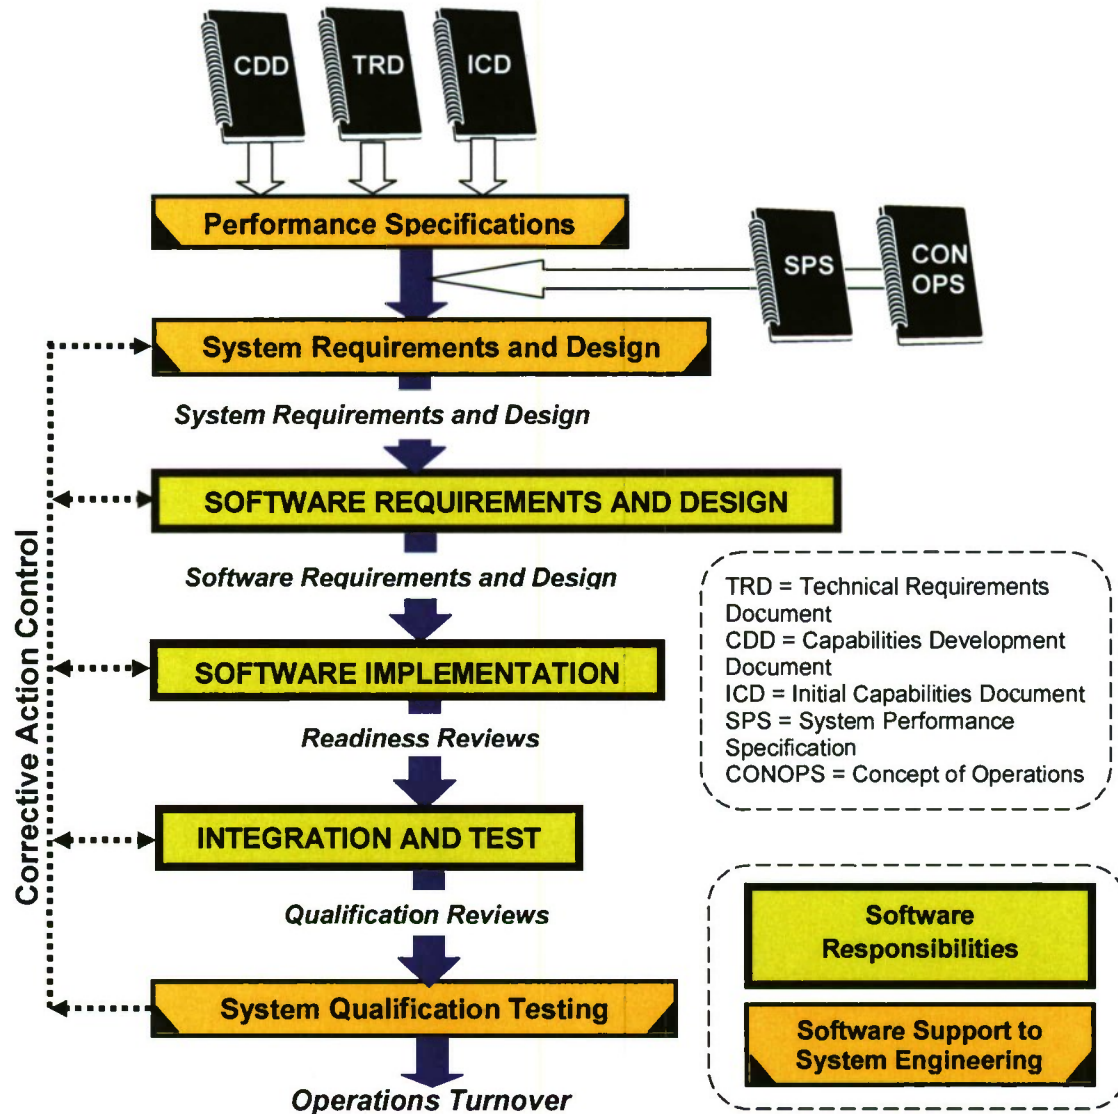 CDD
TRD
ICD
Performance Specifications
SPS
CON
OPS
System Requirements and Design
System Requirements and Design
SOFTWARE REQUIREMENTS AND DESIGN
Software Requirements and Design
SOFTWARE IMPLEMENTATION
Readiness Reviews
INTEGRATION AND TEST
Qualification Reviews
System Qualification Testing
Operations Turnover
Corrective Action Control
TRD = Technical Requirements
Document
CDD = Capabilities Development
Document
ICD = Initial Capabilities Document
SPS = System Performance
Specification
CONOPS = Concept of Operations
Software
Responsibilities
Software Support to
System Engineering